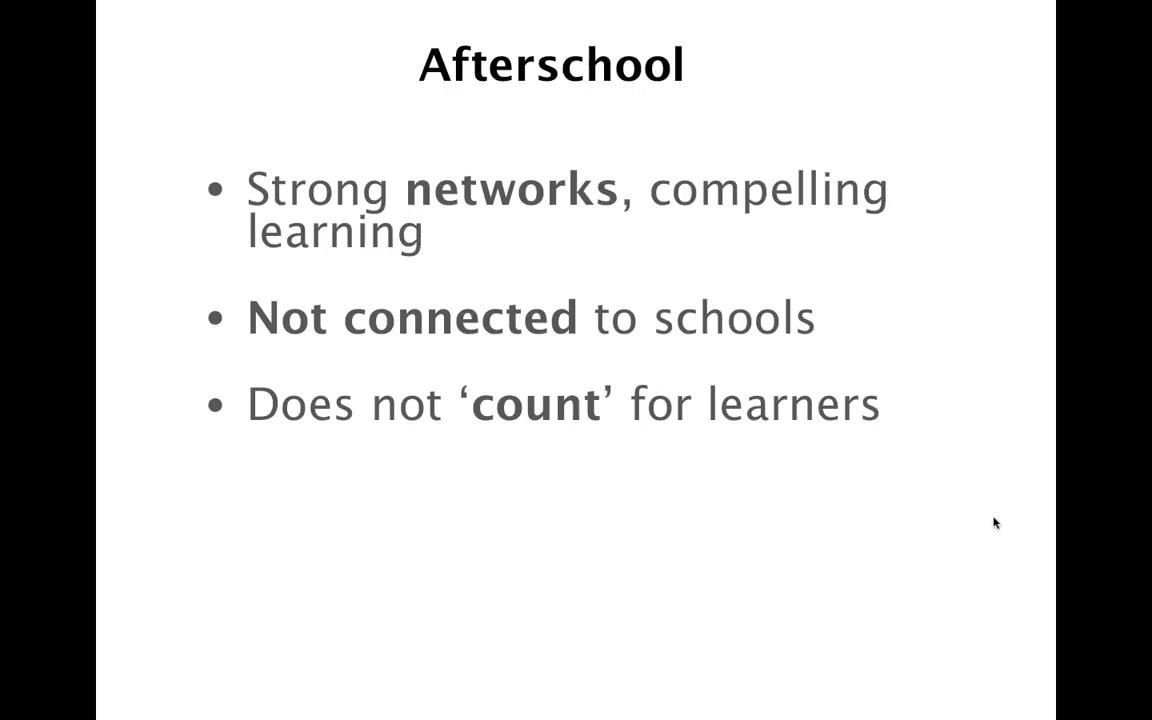 Afterschool
• Strong networks, compelling
learning
• Not connected to schools
• Does not ‘count’ for learners